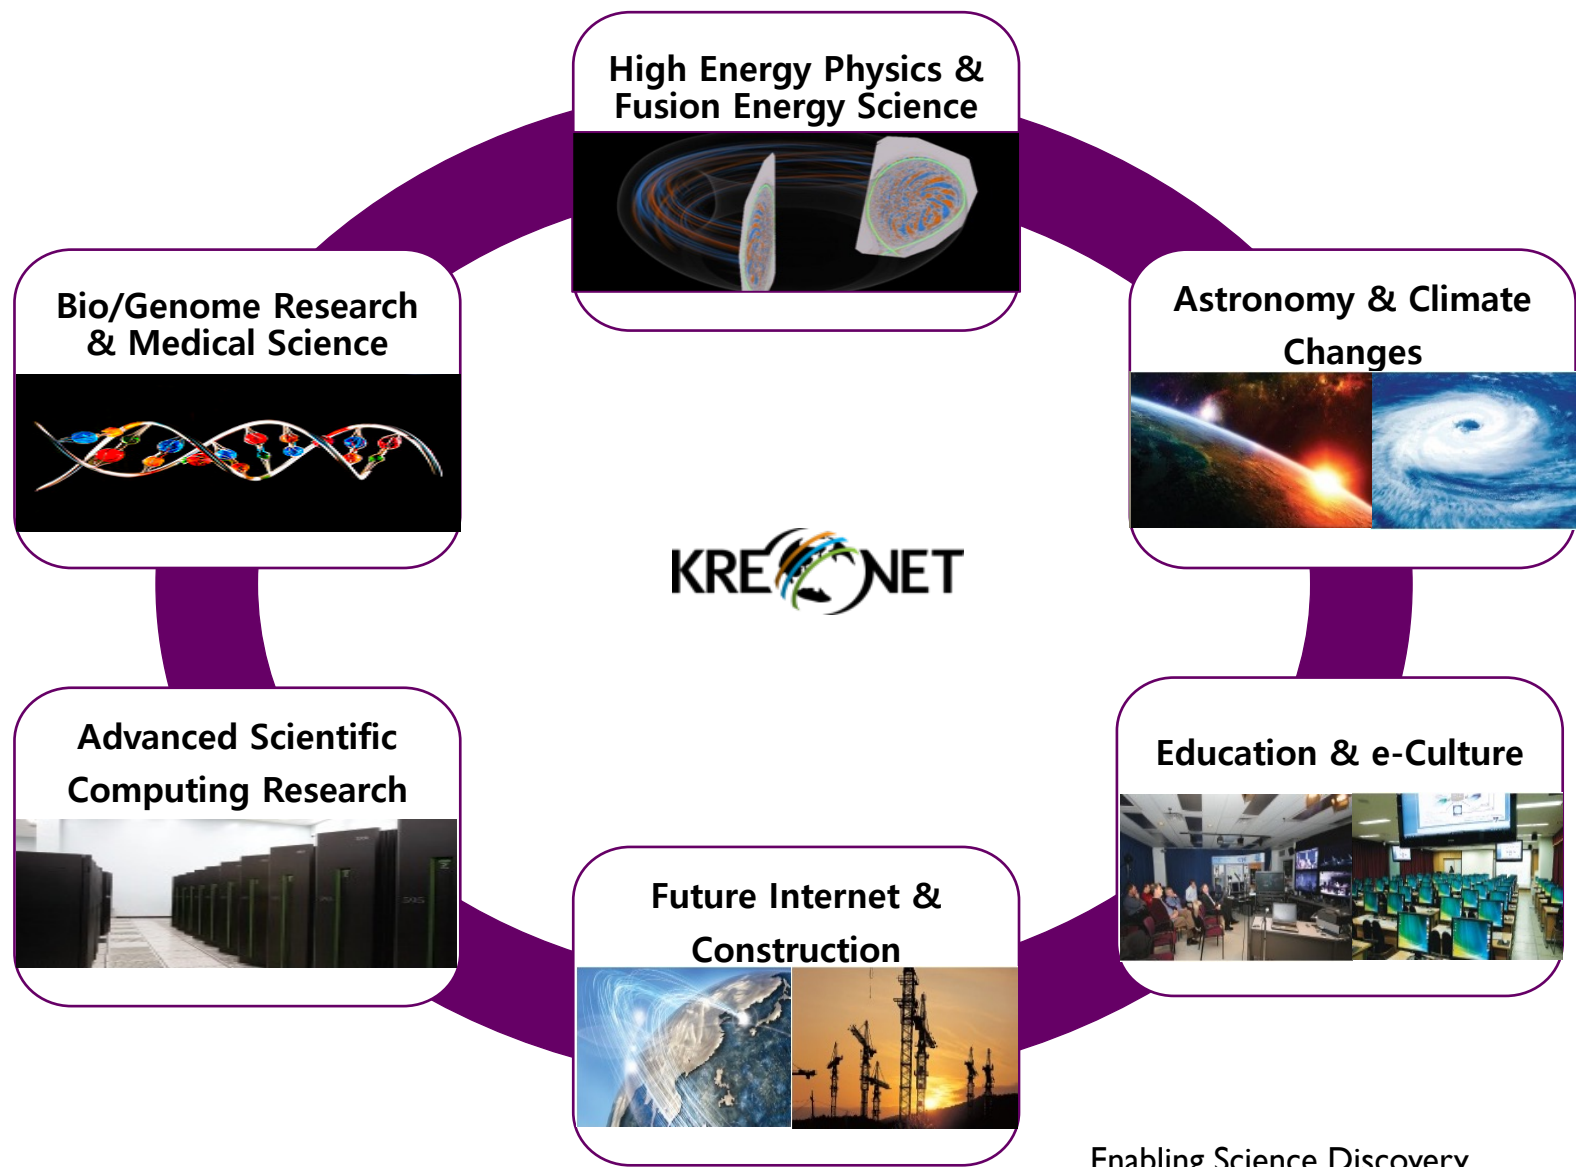 High Energy Physics &
Fusion Energy Science
Bio/Genome Research
& Medical Science
Astronomy & Climate
Changes
KREONET
Advanced Scientific
Computing Research
Education & e-Culture
Future Internet &
Construction
Enabling Science Discovery